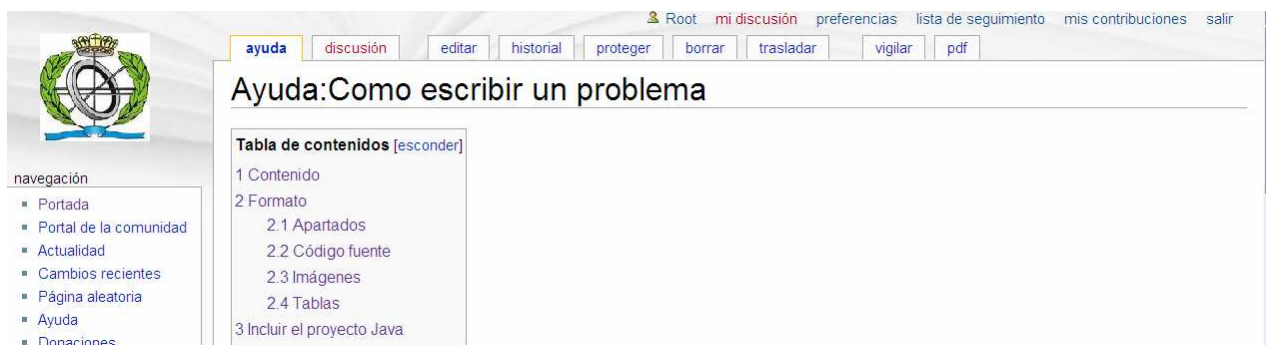 Root mi discusión preferencias lista de seguimiento mis contribuciones salir
ayuda discusión editar historial proteger borrar trasladar vigilar pdf
Ayuda:Como escribir un problema
Tabla de contenidos [esconder]
1 Contenido
2 Formato
2.1 Apartados
2.2 Código fuente
2.3 Imágenes
2.4 Tablas
3 Incluir el proyecto Java
navegación
Portada
Portal de la comunidad
Actualidad
Cambios recientes
Página aleatoria
Ayuda
Donaciones